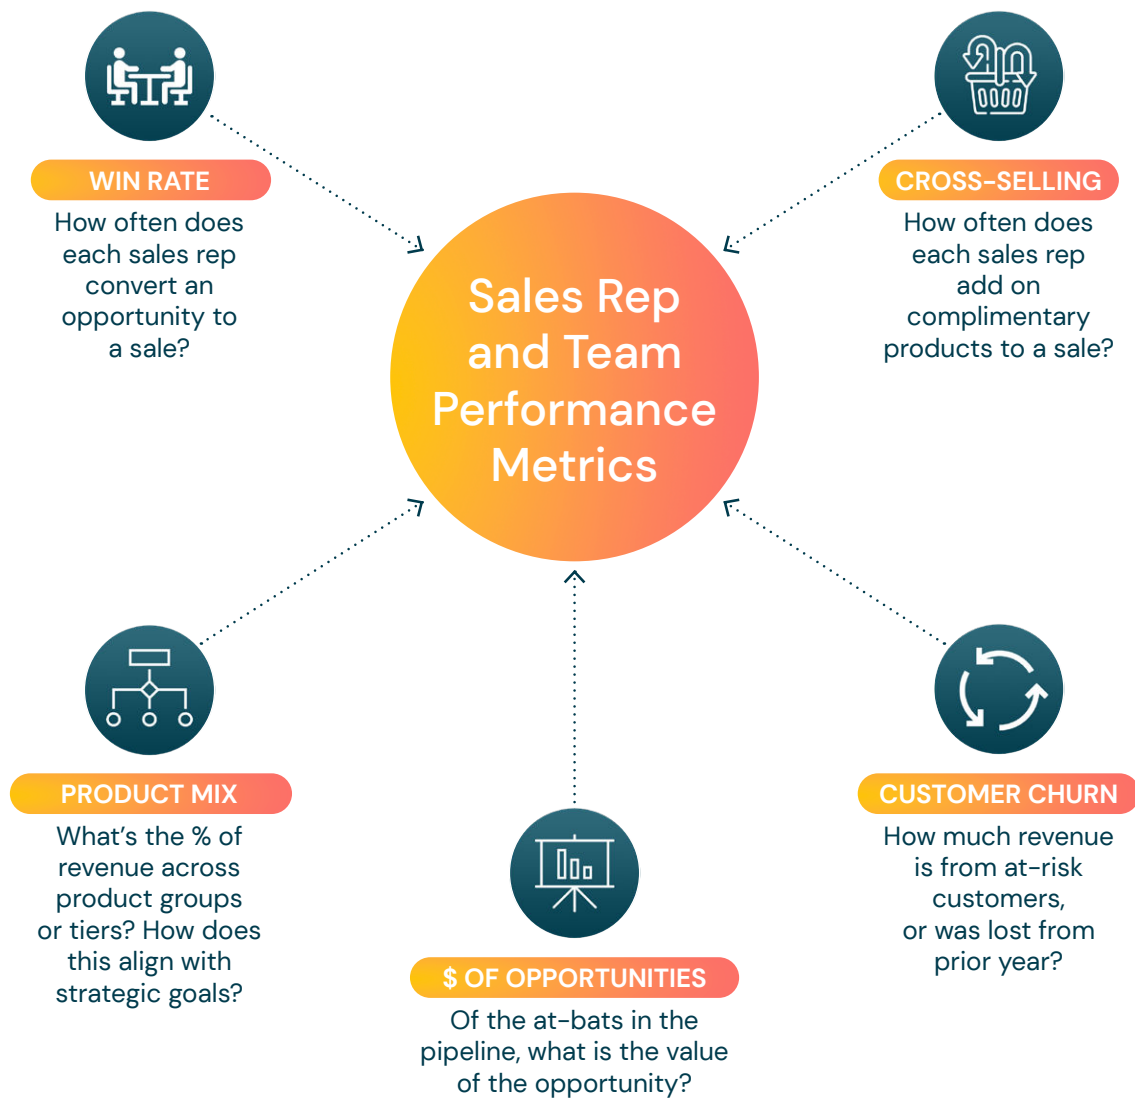 WIN RATE
How often does
each sales rep
convert an
opportunity to
a sale?
CROSS-SELLING
How often does
each sales rep
add on
complimentary
products to a sale?
Sales Rep
and Team
Performance
Metrics
PRODUCT MIX
What's the % of
revenue across
product groups
or tiers? How does
this align with
strategic goals?
$ OF OPPORTUNITIES
Of the at-bats in the
pipeline, what is the value
of the opportunity?
CUSTOMER CHURN
How much revenue
is from at-risk
customers,
or was lost from
prior year?